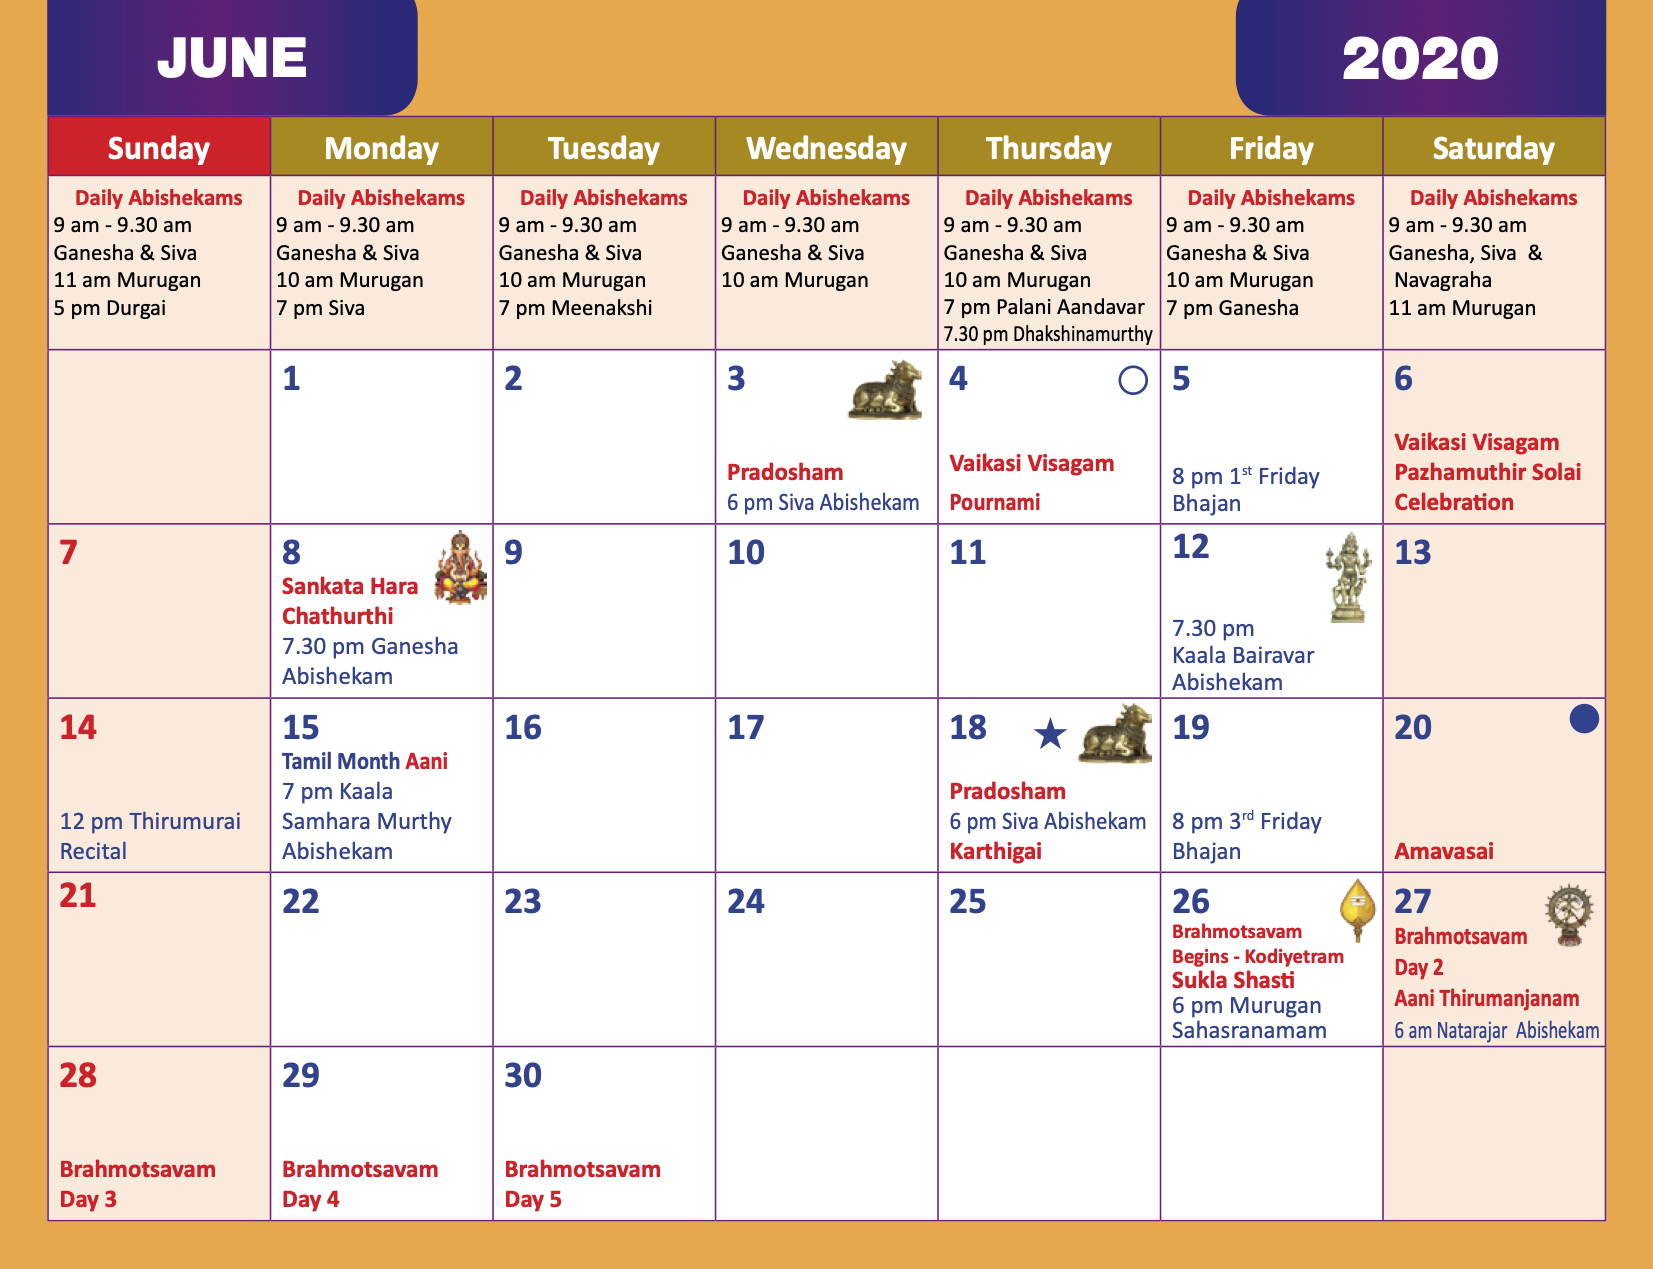 JUNE
2020
Sunday
Monday
Tuesday
Wednesday
Thursday
Friday
Saturday
Daily Abishekams
9 am - 9.30 am
Ganesha & Siva
11 am Murugan
5 pm Durgai
Daily Abishekams
9 am - 9.30 am
Ganesha & Siva
10 am Murugan
7 pm Siva
Daily Abishekams
9 am - 9.30 am
Ganesha & Siva
10 am Murugan
7 pm Meenakshi
Daily Abishekams
9 am - 9.30 am
Ganesha & Siva
10 am Murugan
Daily Abishekams
9 am - 9.30 am
Ganesha & Siva
10 am Murugan
7 pm Palani Aandavar
7.30 pm Dhakshinamurthy
Daily Abishekams
9 am - 9.30 am
Ganesha & Siva
10 am Murugan
7 pm Ganesha
Daily Abishekams
9 am - 9.30 am
Ganesha, Siva &
Navagraha
11 am Murugan
1
2
3
Pradosham
6 pm Siva Abishekam
4
Vaikasi Visagam
Pournami
5
8 pm 1st Friday
Bhajan
6
Vaikasi Visagam
Pazhamuthir Solai
Celebration
7
8
Sankata Hara
Chathurthi
7.30 pm Ganesha
Abishekam
9
10
11
12
7.30 pm
Kaala Bairavar
Abishekam
13
14
12 pm Thirumurai
Recital
15
Tamil Month Aani
7 pm Kaala
Samhara Murthy
Abishekam
16
17
18
Pradosham
6 pm Siva Abishekam
Karthigai
19
8 pm 3rd Friday
Bhajan
20
Amavasai
21
22
23
24
25
26
Brahmotsavam
Begins - Kodiyetram
Sukla Shasti
6 pm Murugan
Sahasranamam
27
Brahmotsavam
Day 2
Aani Thirumanjanam
6 am Natarajar Abishekam
28
Brahmotsavam
Day 3
29
Brahmotsavam
Day 4
30
Brahmotsavam
Day 5